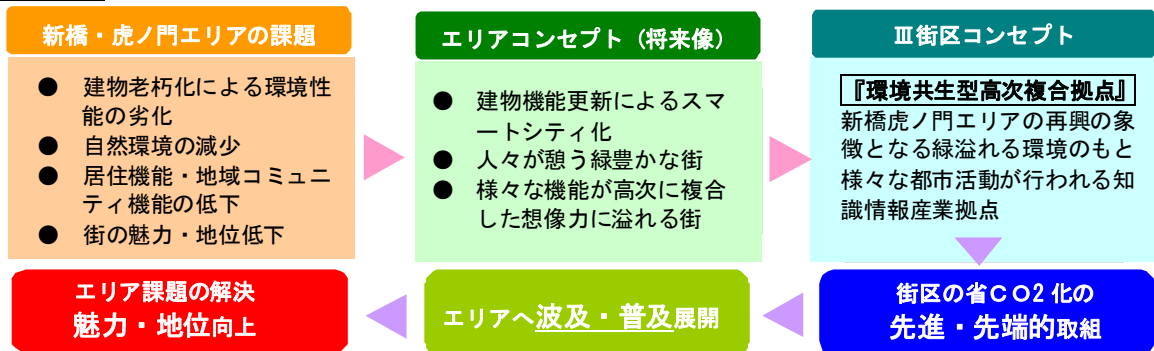 新橋・虎ノ門エリアの課題
● 建物老朽化による環境性
能の劣化
● 自然環境の減少
● 居住機能・地域コミュニ
ティ機能の低下
● 街の魅力・地位低下
エリアコンセプト（将来像）
● 建物機能更新によるスマ
ートシティ化
● 人々が憩う緑豊かな街
● 様々な機能が高次に複合
した想像力に溢れる街
Ⅲ街区コンセプト
『環境共生型高次複合拠点』
新橋虎ノ門エリアの再興の象
徴となる緑溢れる環境のもと
様々な都市活動が行われる知
識情報産業拠点
街区の省ＣＯ2 化の
先進・先端的取組
エリアへ波及・普及展開
エリア課題の解決
魅力・地位向上